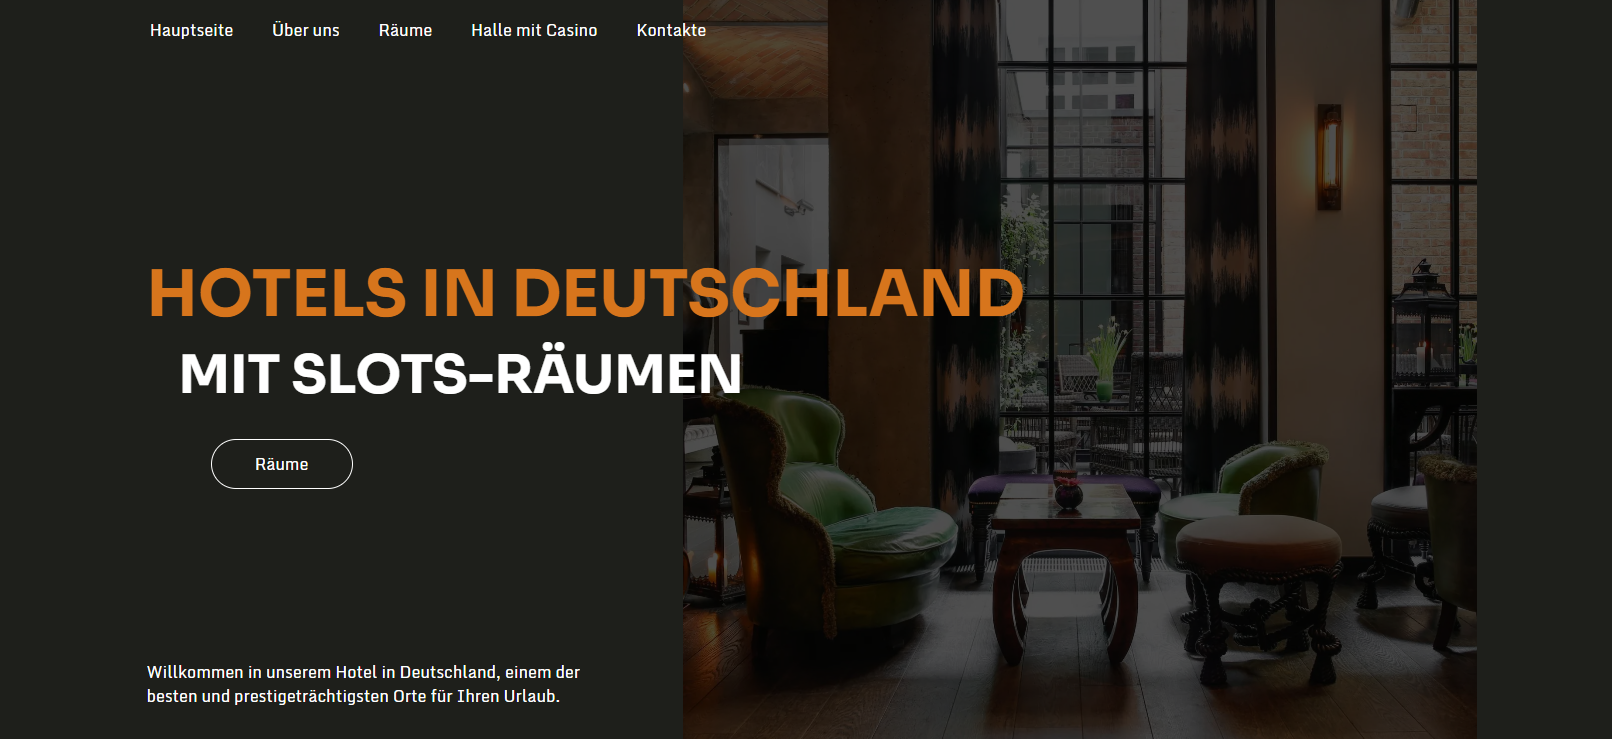 Hauptseite Über uns Räume Halle mit Casino Kontakte
HOTELS IN DEUTSCHLAND
MIT SLOTS-RÄUMEN
Räume
Willkommen in unserem Hotel in Deutschland, einem der
besten und prestigeträchtigsten Orte für Ihren Urlaub.